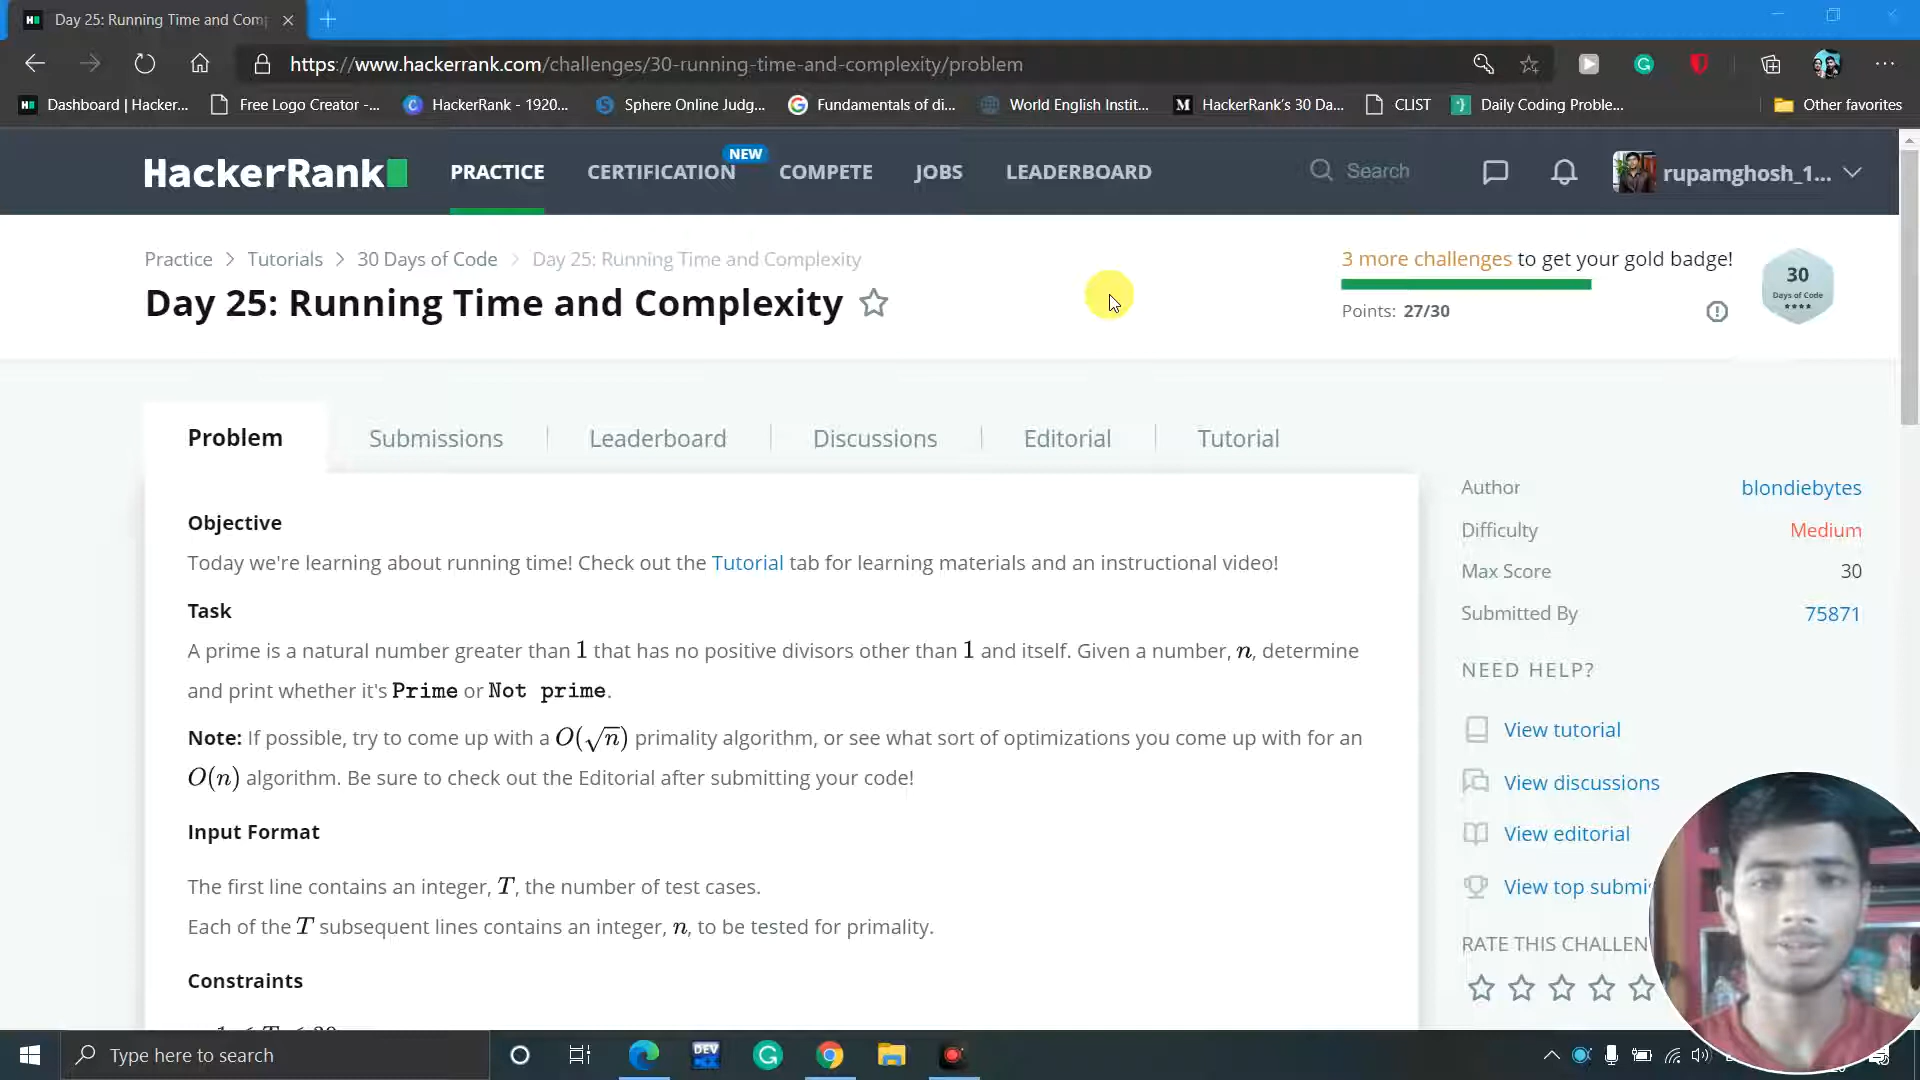 Day 25: Running Time and Com
https://www.hackerrank.com/challenges/30-running-time-and-complexity/problem
Dashboard | Hacker... Free Logo Creator -... HackerRank - 1920... Sphere Online Judg... Fundamentals of di... World English Instit... HackerRank's 30 Da... CLIST Daily Coding Proble... Other favorites
HackerRank PRACTICE CERTIFICATION NEW COMPETE JOBS LEADERBOARD Search rupamghosh_1...
Practice > Tutorials > 30 Days of Code > Day 25: Running Time and Complexity
Day 25: Running Time and Complexity
3 more challenges to get your gold badge!
Points: 27/30
30
Days of Code
Problem Submissions Leaderboard Discussions Editorial Tutorial
Objective
Today we're learning about running time! Check out the Tutorial tab for learning materials and an instructional video!
Task
A prime is a natural number greater than 1 that has no positive divisors other than 1 and itself. Given a number, n, determine
and print whether it's Prime or Not prime.
Note: If possible, try to come up with a O(√n) primality algorithm, or see what sort of optimizations you come up with for an
O(n) algorithm. Be sure to check out the Editorial after submitting your code!
Input Format
The first line contains an integer, T, the number of test cases.
Each of the T subsequent lines contains an integer, n, to be tested for primality.
Constraints
Author blondiebytes
Difficulty Medium
Max Score 30
Submitted By 75871
NEED HELP?
View tutorial
View discussions
View editorial
View top submi
RATE THIS CHALLEN
Type here to search
DEV